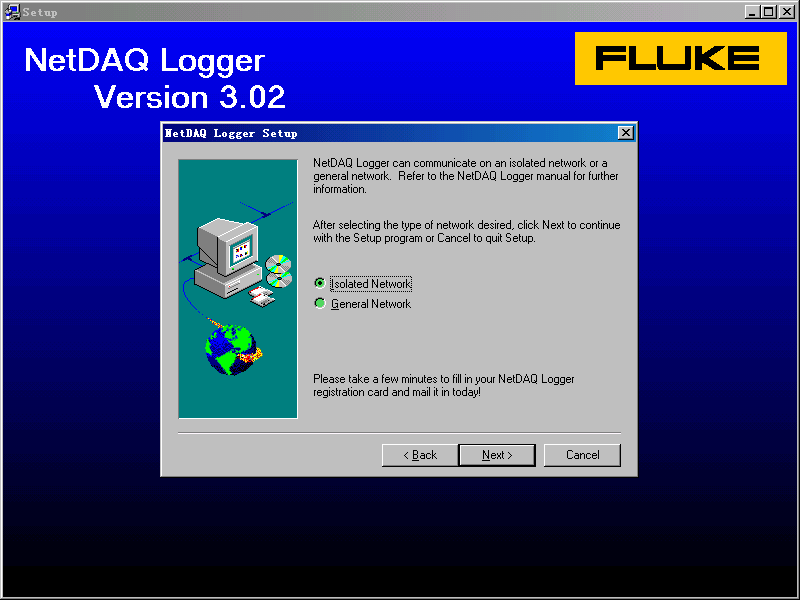 Setup
NetDAQ Logger
Version 3.02
FLUKE
NetDAQ Logger Setup
NetDAQ Logger can communicate on an isolated network or a
general network.  Refer to the NetDAQ Logger manual for further
information.
After selecting the type of network desired, click Next to continue
with the Setup program or Cancel to quit Setup.
Isolated Network
General Network
Please take a few minutes to fill in your NetDAQ Logger
registration card and mail it in today!
< Back
Next >
Cancel